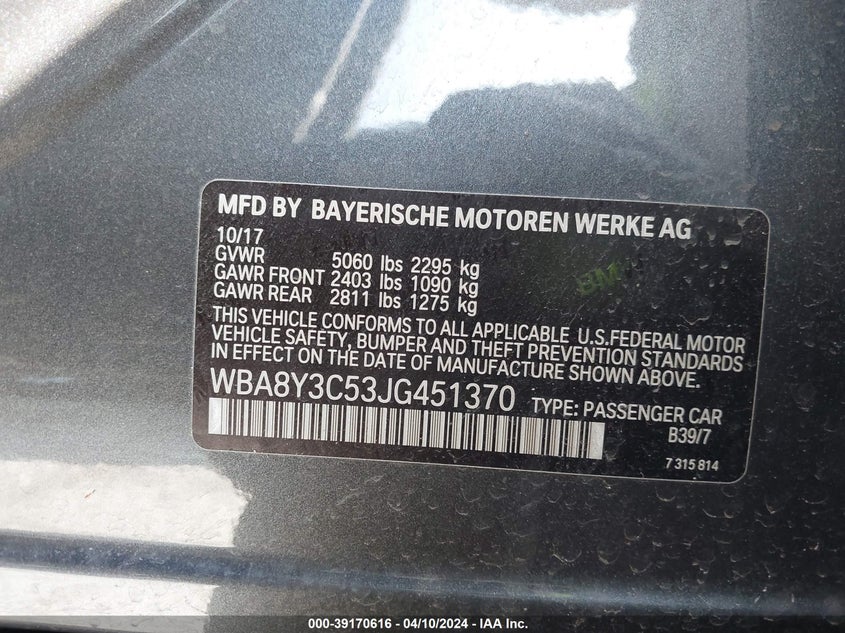 MFD BY BAYERISCHE MOTOREN WERKE AG
10/17
GVWR 5060 lbs 2295 kg
GAWR FRONT 2403 lbs 1090 kg
GAWR REAR 2811 lbs 1275 kg
THIS VEHICLE CONFORMS TO ALL APPLICABLE U.S.FEDERAL MOTOR
VEHICLE SAFETY, BUMPER AND THEFT PREVENTION STANDARDS
IN EFFECT ON THE DATE OF MANUFACTURE SHOWN ABOVE.
WBA8Y3C53JG451370 TYPE: PASSENGER CAR
B39/7
7 315 814
000-39170616 - 04/10/2024 - IAA Inc.